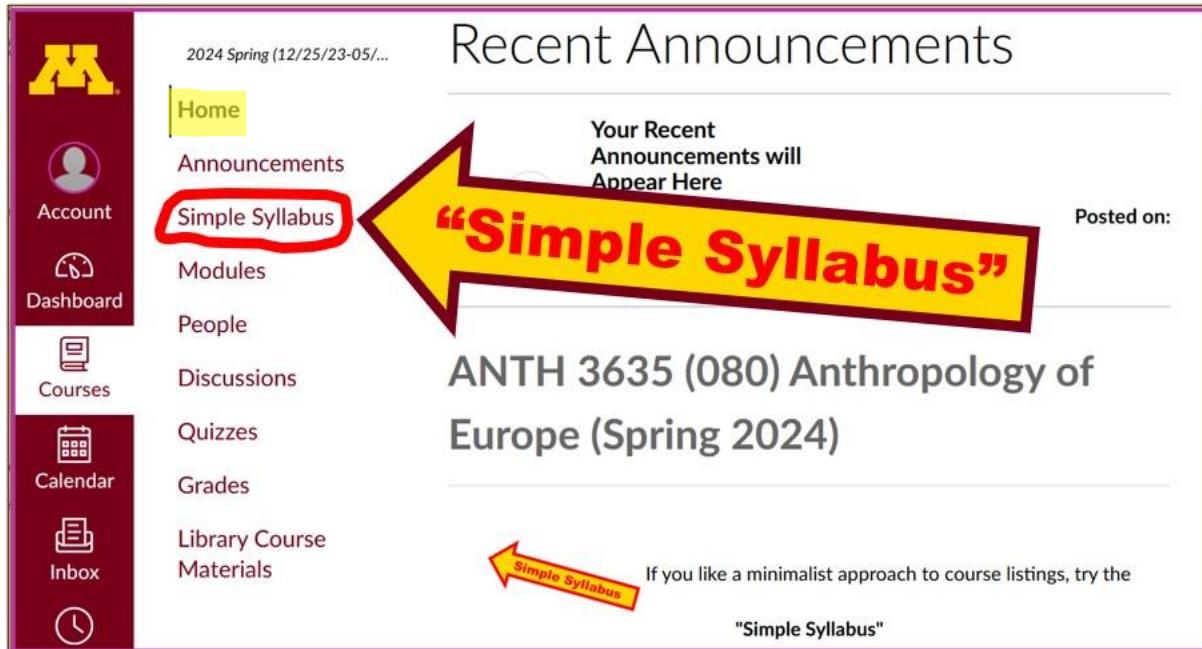 M
Account
Dashboard
Courses
Calendar
Inbox
2024 Spring (12/25/23-05/...
Home
Announcements
Simple Syllabus
Modules
People
Discussions
Quizzes
Grades
Library Course
Materials
Recent Announcements
Your Recent
Announcements will
Appear Here
Posted on:
“Simple Syllabus”
ANTH 3635 (080) Anthropology of
Europe (Spring 2024)
Simple Syllabus
If you like a minimalist approach to course listings, try the
"Simple Syllabus"